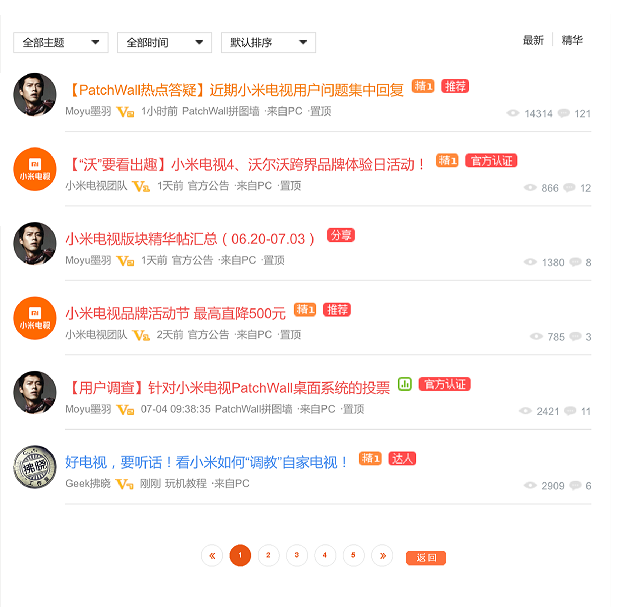 全部主题 全部时间 默认排序 最新 精华
【PatchWall热点答疑】近期小米电视用户问题集中回复 精1 推荐
Moyu墨羽 1小时前 PatchWall拼图墙 ·来自PC ·置顶 14314 121
【“沃”要看出趣】小米电视4、沃尔沃跨界品牌体验日活动！ 精1 官方认证
小米电视
小米电视团队 1天前 官方公告 ·来自PC ·置顶 866 12
小米电视版块精华帖汇总（06.20-07.03） 分享
Moyu墨羽 1天前 官方公告 ·来自PC ·置顶 1380 8
小米电视品牌活动节 最高直降500元 精1 推荐
小米电视
小米电视团队 2天前 官方公告 ·来自PC ·置顶 785 3
【用户调查】针对小米电视PatchWall桌面系统的投票 官方认证
Moyu墨羽 07-04 09:38:35 PatchWall拼图墙 ·来自PC ·置顶 2421 11
好电视，要听话！看小米如何“调教”自家电视！ 精1 达人
拂晓
Geek拂晓 刚刚 玩机教程 ·来自PC 2909 6
« 1 2 3 4 5 » 返回